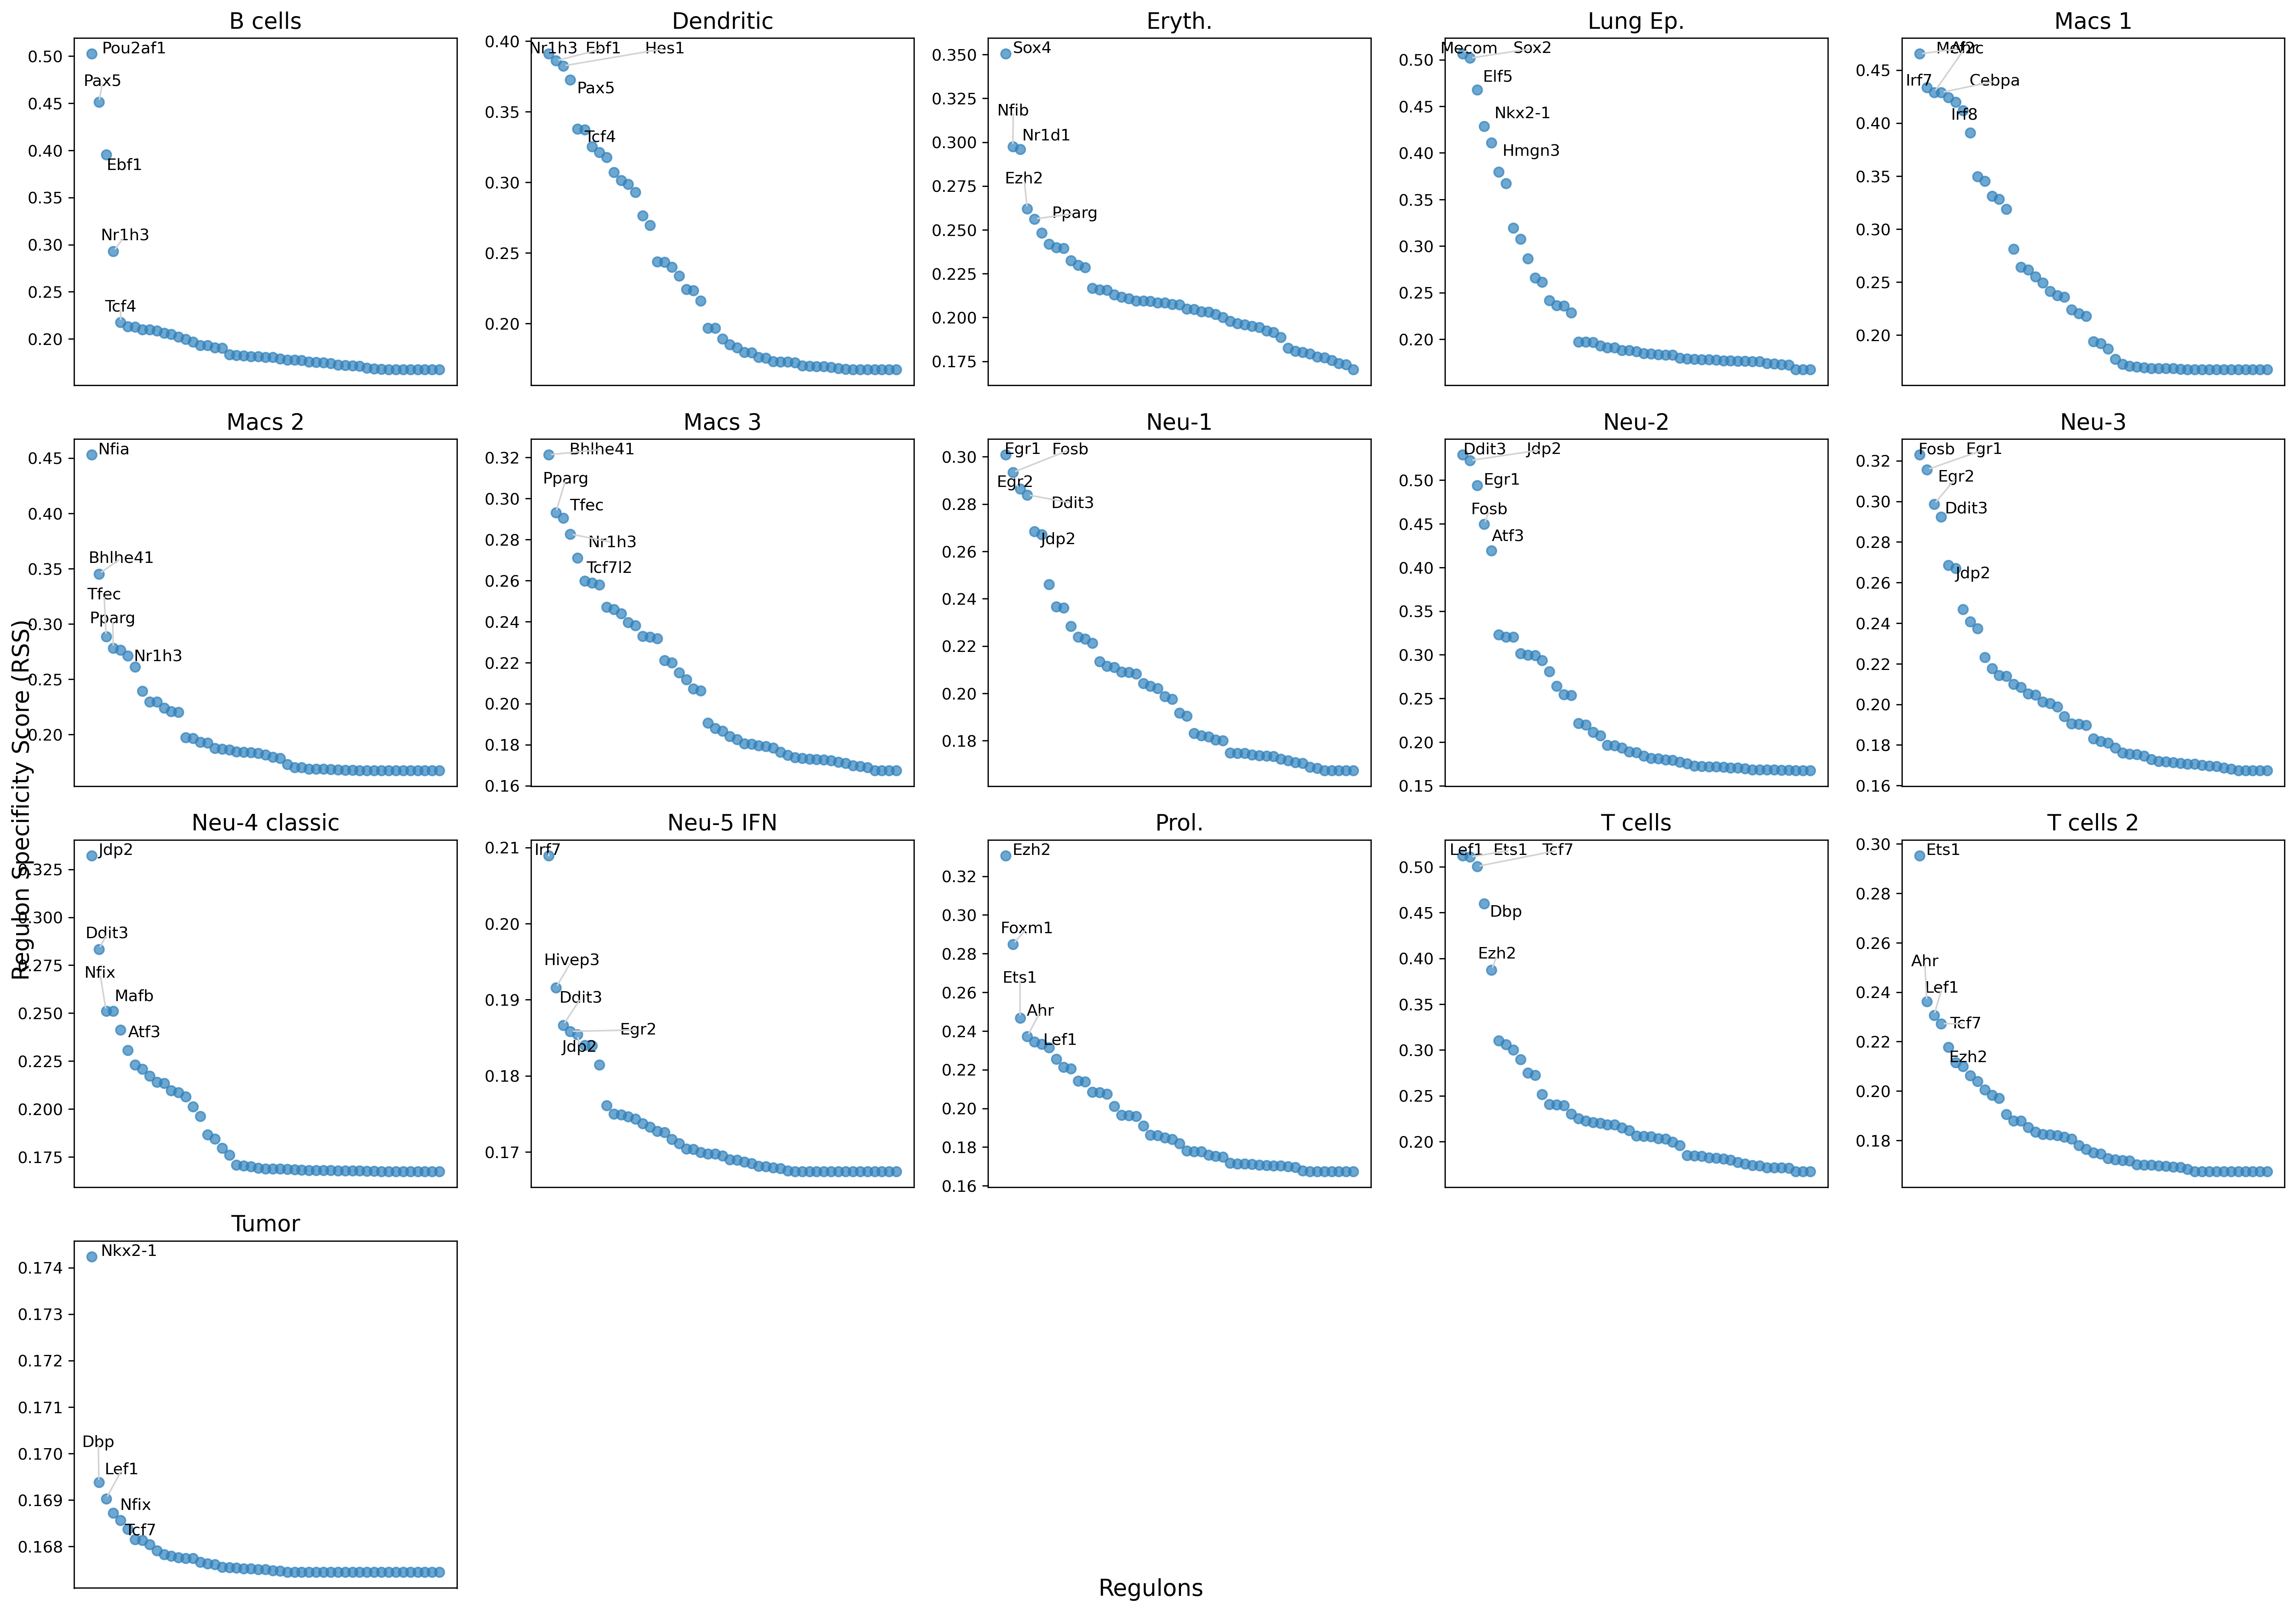 B cells
0.50
0.45
0.40
0.35
0.30
0.25
0.20
Pou2af1
Pax5
Ebf1
Nr1h3
Tcf4
Dendritic
0.40
0.35
0.30
0.25
0.20
Nr1h3
Ebf1
Hes1
Pax5
Tcf4
Eryth.
0.350
0.325
0.300
0.275
0.250
0.225
0.200
0.175
Sox4
Nfib
Nr1d1
Ezh2
Pparg
Lung Ep.
0.50
0.45
0.40
0.35
0.30
0.25
0.20
Mecom
Sox2
Elf5
Nkx2-1
Hmgn3
Macs 1
0.45
0.40
0.35
0.30
0.25
0.20
Irf7
Cebpa
Irf8
Macs 2
0.45
0.40
0.35
0.30
0.25
0.20
Nfia
Bhlhe41
Tfec
Pparg
Nr1h3
Macs 3
0.32
0.30
0.28
0.26
0.24
0.22
0.20
0.18
0.16
Bhlhe41
Pparg
Tfec
Nr1h3
Tcf7l2
Neu-1
0.30
0.28
0.26
0.24
0.22
0.20
0.18
Egr1
Fosb
Egr2
Ddit3
Jdp2
Neu-2
0.50
0.45
0.40
0.35
0.30
0.25
0.20
0.15
Ddit3
Jdp2
Egr1
Fosb
Atf3
Neu-3
0.32
0.30
0.28
0.26
0.24
0.22
0.20
0.18
0.16
Fosb
Egr1
Egr2
Ddit3
Jdp2
Regulon Specificity Score (RSS)
Neu-4 classic
0.325
0.300
0.275
0.250
0.225
0.200
0.175
Jdp2
Ddit3
Nfix
Mafb
Atf3
Neu-5 IFN
0.21
0.20
0.19
0.18
0.17
Irf7
Hivep3
Ddit3
Egr2
Jdp2
Prol.
0.32
0.30
0.28
0.26
0.24
0.22
0.20
0.18
0.16
Ezh2
Foxm1
Ets1
Ahr
Lef1
T cells
0.50
0.45
0.40
0.35
0.30
0.25
0.20
Lef1
Ets1
Tcf7
Dbp
Ezh2
T cells 2
0.30
0.28
0.26
0.24
0.22
0.20
0.18
Ets1
Ahr
Lef1
Tcf7
Ezh2
Tumor
0.174
0.173
0.172
0.171
0.170
0.169
0.168
Nkx2-1
Dbp
Lef1
Nfix
Tcf7
Regulons